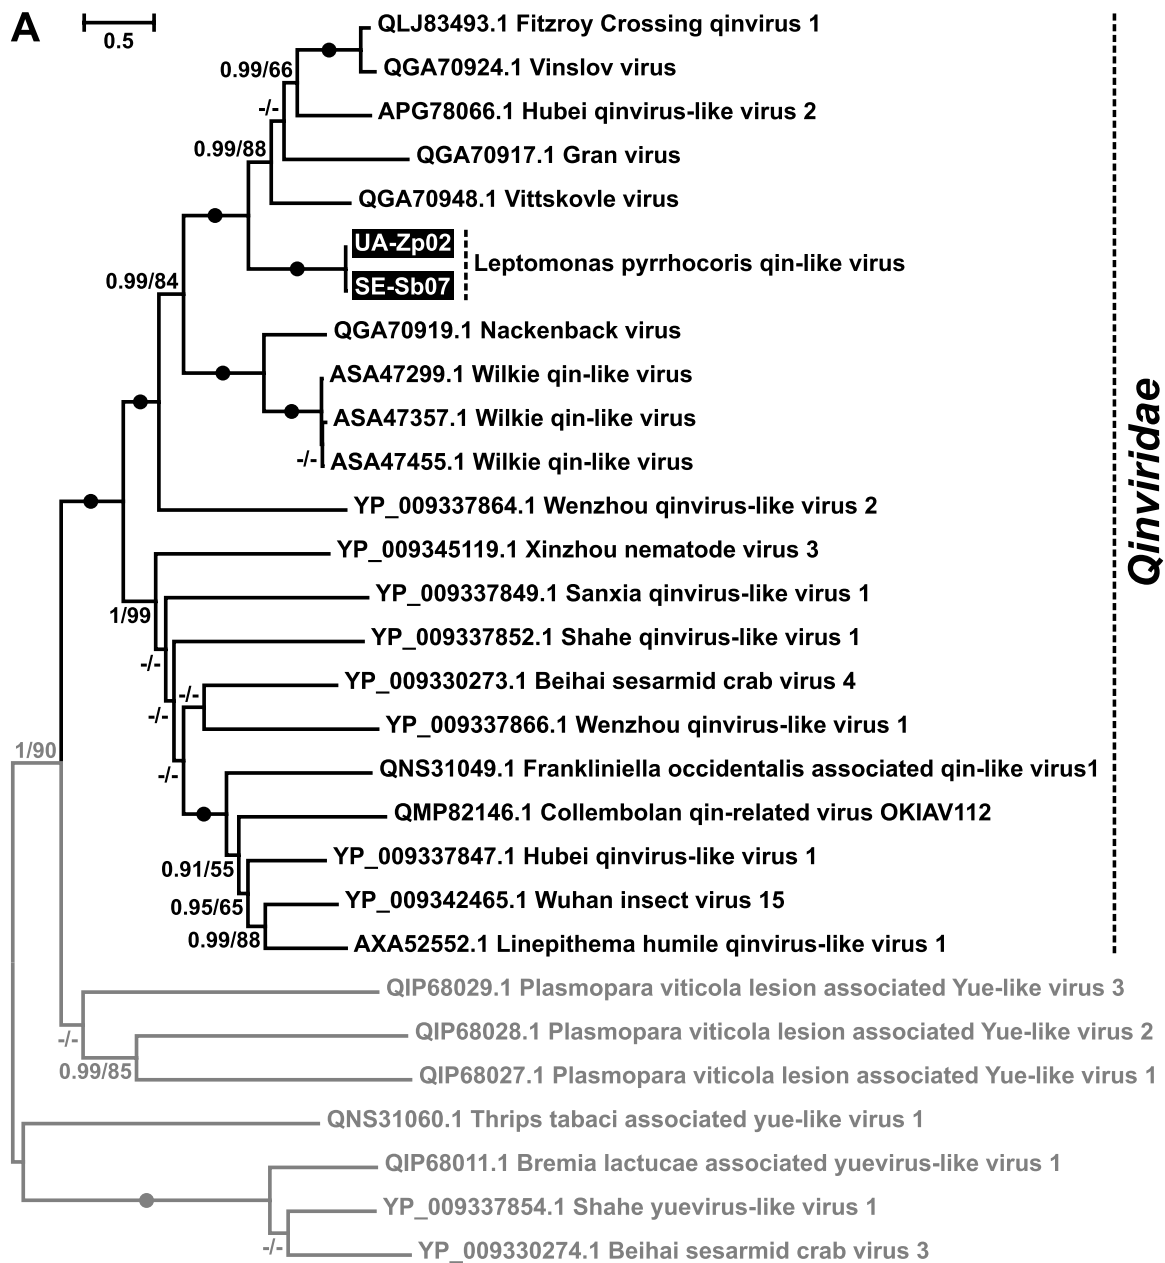 A
0.5
QLJ83493.1 Fitzroy Crossing qinvirus 1
0.99/66
QGA70924.1 Vinslov virus
-/-
APG78066.1 Hubei qinvirus-like virus 2
0.99/88
QGA70917.1 Gran virus
QGA70948.1 Vittskovle virus
UA-Zp02
Leptomonas pyrrhocoris qin-like virus
SE-Sb07
0.99/84
QGA70919.1 Nackenback virus
ASA47299.1 Wilkie qin-like virus
ASA47357.1 Wilkie qin-like virus
-/-
ASA47455.1 Wilkie qin-like virus
Qinviridae
YP_009337864.1 Wenzhou qinvirus-like virus 2
YP_009345119.1 Xinzhou nematode virus 3
YP_009337849.1 Sanxia qinvirus-like virus 1
1/99
YP_009337852.1 Shahe qinvirus-like virus 1
-/-
YP_009330273.1 Beihai sesarmid crab virus 4
-/-
-/-
YP_009337866.1 Wenzhou qinvirus-like virus 1
1/90
-/-
QNS31049.1 Frankliniella occidentalis associated qin-like virus1
QMP82146.1 Collembolan qin-related virus OKIAV112
YP_009337847.1 Hubei qinvirus-like virus 1
0.91/55
YP_009342465.1 Wuhan insect virus 15
0.95/65
0.99/88
AXA52552.1 Linepithema humile qinvirus-like virus 1
QIP68029.1 Plasmopara viticola lesion associated Yue-like virus 3
QIP68028.1 Plasmopara viticola lesion associated Yue-like virus 2
-/-
0.99/85
QIP68027.1 Plasmopara viticola lesion associated Yue-like virus 1
QNS31060.1 Thrips tabaci associated yue-like virus 1
QIP68011.1 Bremia lactucae associated yuevirus-like virus 1
YP_009337854.1 Shahe yuevirus-like virus 1
-/-
YP_009330274.1 Beihai sesarmid crab virus 3